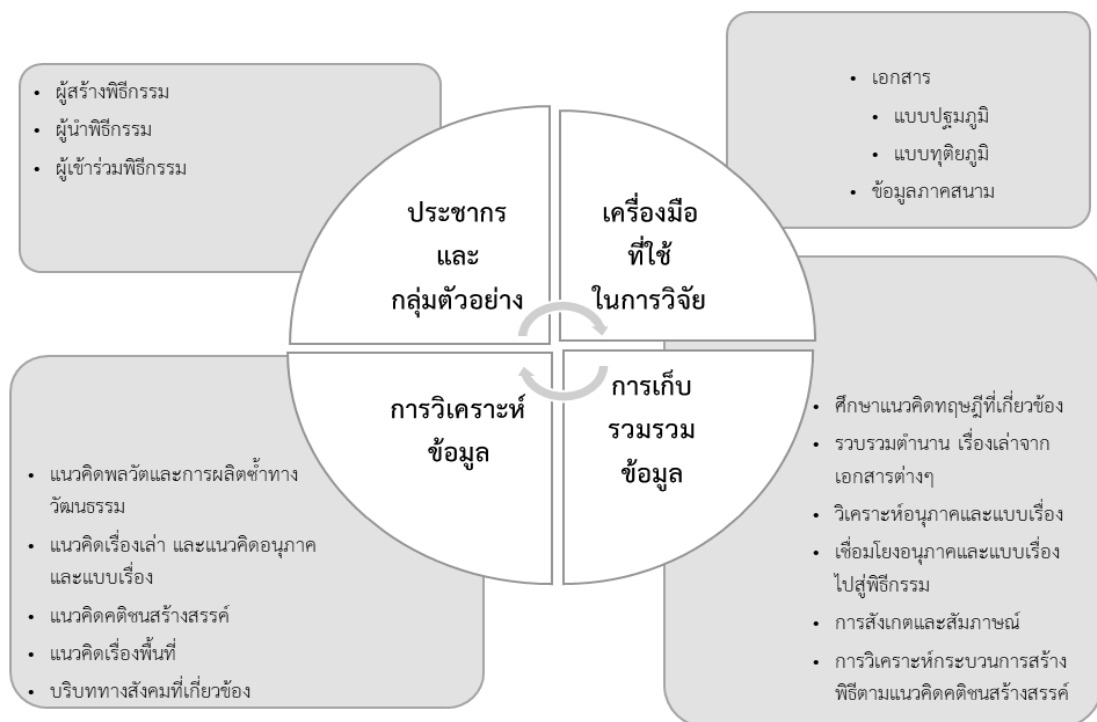 • ผู้สร้างพิธีกรรม
• ผู้นำพิธีกรรม
• ผู้เข้าร่วมพิธีกรรม
• เอกสาร
• แบบปฐมภูมิ
• แบบทุติยภูมิ
• ข้อมูลภาคสนาม
ประชากร
และ
กลุ่มตัวอย่าง
เครื่องมือ
ที่ใช้
ในการวิจัย
การวิเคราะห์
ข้อมูล
การเก็บ
รวมรวม
ข้อมูล
• แนวคิดพลวัตและการผลิตซ้ำทาง
วัฒนธรรม
• แนวคิดเรื่องเล่า และแนวคิดอนุภาค
และแบบเรื่อง
• แนวคิดคติชนสร้างสรรค์
• แนวคิดเรื่องพื้นที่
• บริบททางสังคมที่เกี่ยวข้อง
• ศึกษาแนวคิดทฤษฎีที่เกี่ยวข้อง
• รวบรวมตำนาน เรื่องเล่าจาก
เอกสารต่างๆ
• วิเคราะห์อนุภาคและแบบเรื่อง
• เชื่อมโยงอนุภาคและแบบเรื่อง
ไปสู่พิธีกรรม
• การสังเกตและสัมภาษณ์
• การวิเคราะห์กระบวนการสร้าง
พิธีตามแนวคิดคติชนสร้างสรรค์